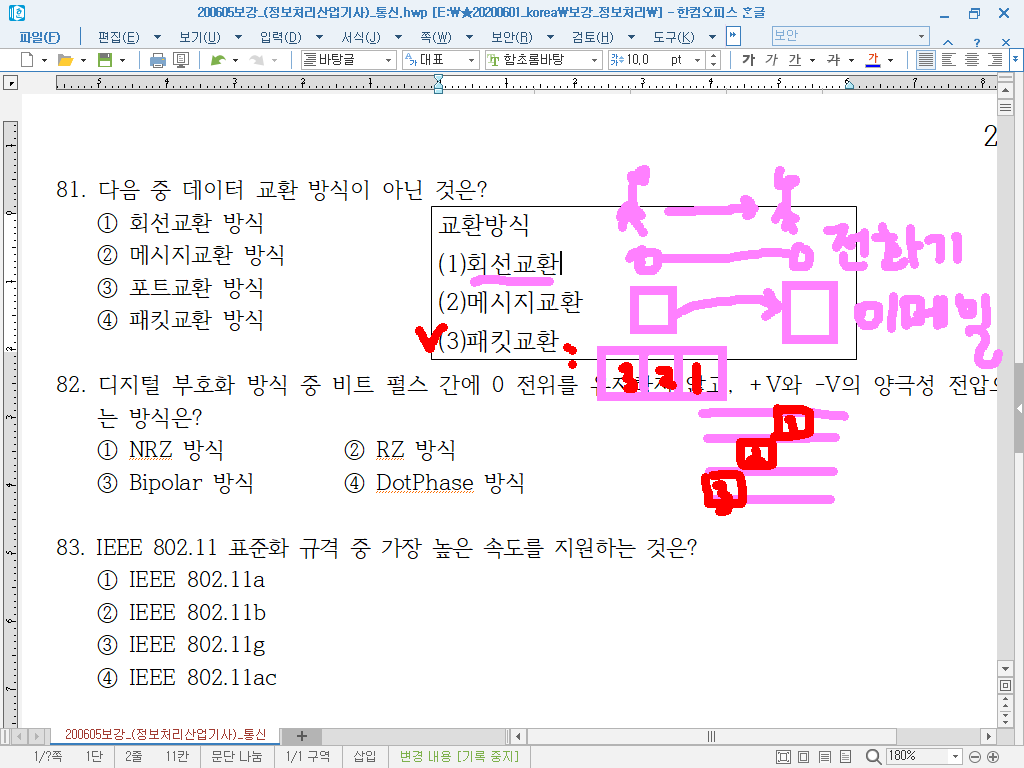 200605보강_(정보처리산업기사)_통신.hwp [E:\★20200601_korea\보강_정보처리\] - 한컴오피스 한글
파일(F) 편집(E) 보기(U) 입력(D) 서식(J) 쪽(W) 보안(R) 검토(H) 도구(K) 보안
바탕글 대표 함초롬바탕 10,0 pt 가 가 가 가 가
2
81. 다음 중 데이터 교환 방식이 아닌 것은?
① 회선교환 방식
② 메시지교환 방식
③ 포트교환 방식
④ 패킷교환 방식
교환방식
(1)회선교환
(2)메시지교환
(3)패킷교환 :
전화기
이메일
3 2 1
82. 디지털 부호화 방식 중 비트 펄스 간에 0 전위를 유지하지 않고, +V와 -V의 양극성 전압으
는 방식은?
① NRZ 방식 ② RZ 방식
③ Bipolar 방식 ④ DotPhase 방식
1
2
3
83. IEEE 802.11 표준화 규격 중 가장 높은 속도를 지원하는 것은?
① IEEE 802.11a
② IEEE 802.11b
③ IEEE 802.11g
④ IEEE 802.11ac
200605보강_(정보처리산업기사)_통신
1/?쪽 1단 2줄 11칸 문단 나눔 1/1 구역 삽입 변경 내용 [기록 중지] 180%